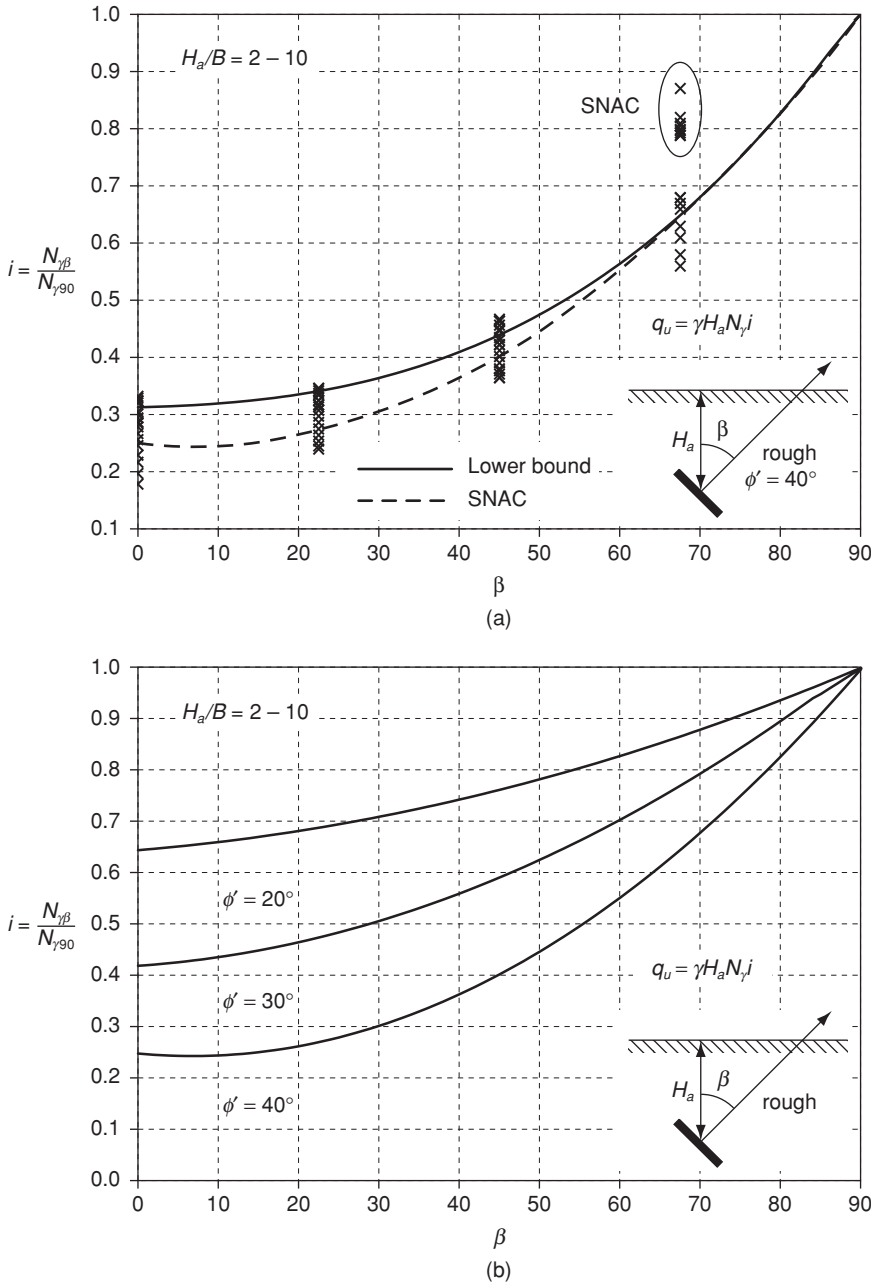 1.0
0.9
0.8
0.7
0.6
0.5
0.4
0.3
0.2
0.1
H_a/B = 2 – 10
SNAC
i = N_γβ / N_γ90
q_u = γH_aN_γi
H_a
β
rough
ϕ′ = 40°
Lower bound
SNAC
0 10 20 30 40 50 60 70 80 90
β
(a)
1.0
0.9
0.8
0.7
0.6
0.5
0.4
0.3
0.2
0.1
0.0
H_a/B = 2 – 10
ϕ′ = 20°
i = N_γβ / N_γ90
ϕ′ = 30°
q_u = γH_aN_γi
ϕ′ = 40°
H_a
β
rough
0 10 20 30 40 50 60 70 80 90
β
(b)